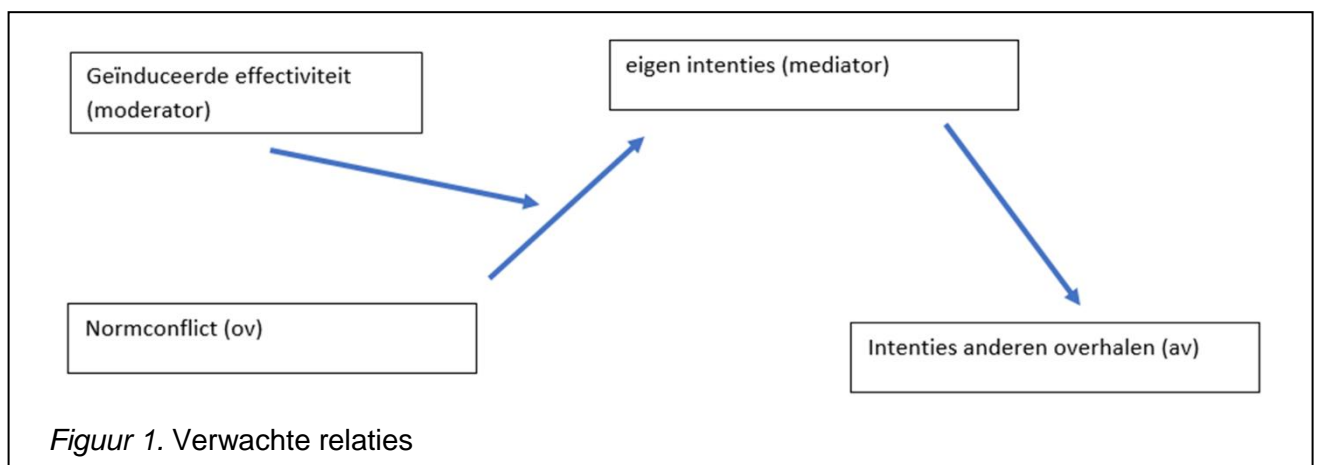 Geïnduceerde effectiviteit
(moderator)
eigen intenties (mediator)
Normconflict (ov)
Intenties anderen overhalen (av)
Figuur 1. Verwachte relaties